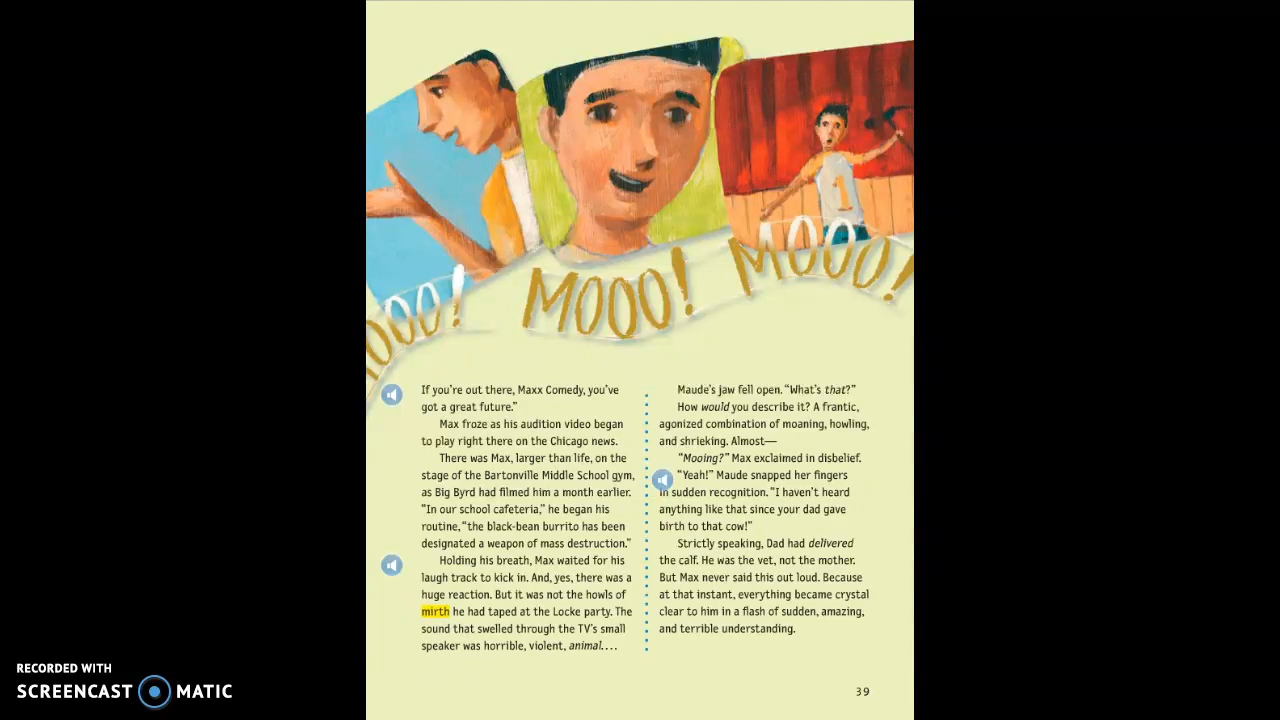 OOO!
MOOO!
MOOO!
If you're out there, Maxx Comedy, you've
got a great future."
Max froze as his audition video began
to play right there on the Chicago news.
There was Max, larger than life, on the
stage of the Bartonville Middle School gym,
as Big Byrd had filmed him a month earlier.
"In our school cafeteria," he began his
routine, "the black-bean burrito has been
designated a weapon of mass destruction."
Holding his breath, Max waited for his
laugh track to kick in. And, yes, there was a
huge reaction. But it was not the howls of
mirth he had taped at the Locke party. The
sound that swelled through the TV's small
speaker was horrible, violent, animal....
Maude's jaw fell open. "What's that?"
How would you describe it? A frantic,
agonized combination of moaning, howling,
and shrieking. Almost—
"Mooing?" Max exclaimed in disbelief.
"Yeah!" Maude snapped her fingers
in sudden recognition. "I haven't heard
anything like that since your dad gave
birth to that cow!"
Strictly speaking, Dad had delivered
the calf. He was the vet, not the mother.
But Max never said this out loud. Because
at that instant, everything became crystal
clear to him in a flash of sudden, amazing,
and terrible understanding.
39
1
RECORDED WITH
SCREENCAST MATIC